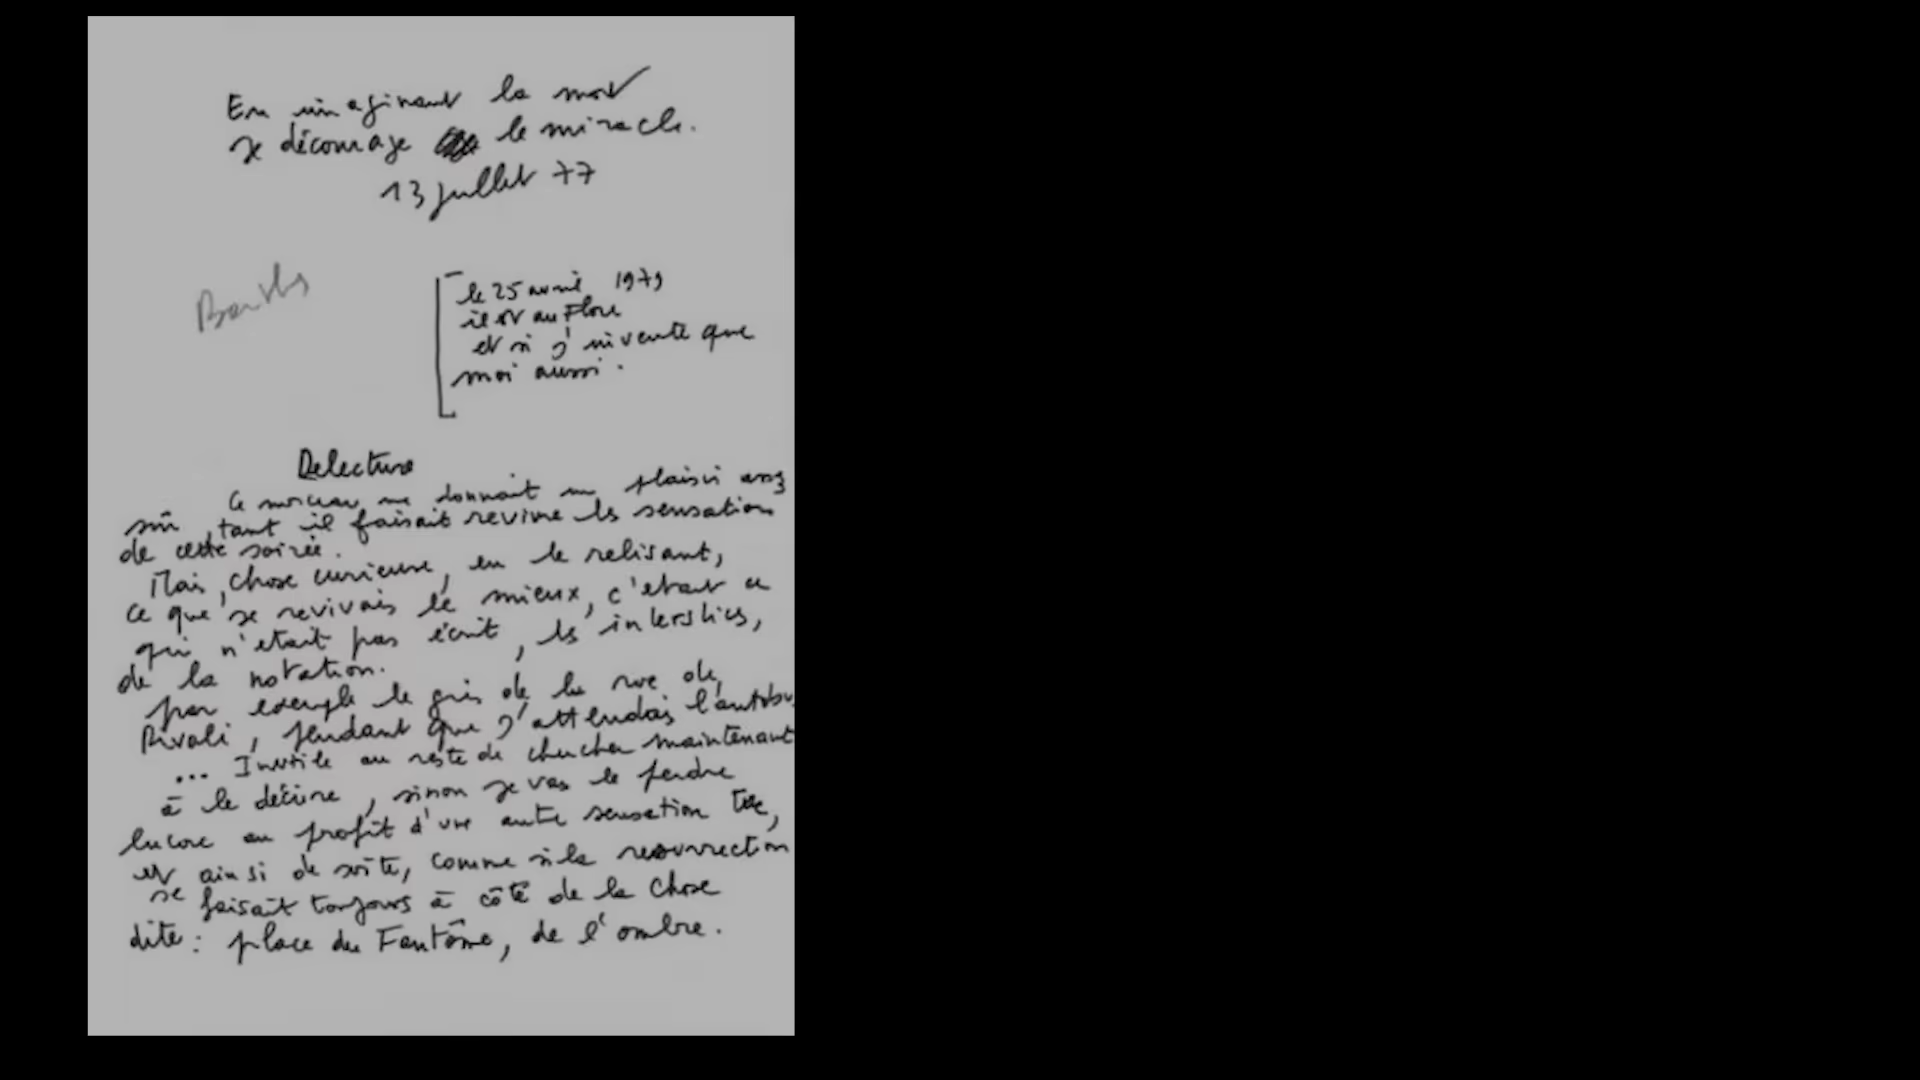 En imaginant la mort
je décourage le miracle.
13 juillet 77
Barthes
le 25 avril 1979
il est au Flore
et si j'invente que
moi aussi.
Delecture
Ce morceau me donnait un plaisir assez
sûr, tant il faisait revivre les sensations
de cette soirée.
Mais, chose curieuse, en le relisant,
ce que je revivais le mieux, c'était ce
qui n'était pas écrit, les interstices,
de la notation.
par exemple le gris de la rue de
Rivoli, pendant que j'attendais l'autobus
... Inutile au reste de chercher maintenant
à le décrire, sinon je vas le perdre
encore au profit d'une autre sensation
et ainsi de suite, comme si la resurrection
se faisait toujours à côté de la chose
dite : place du Fantôme, de l'ombre.